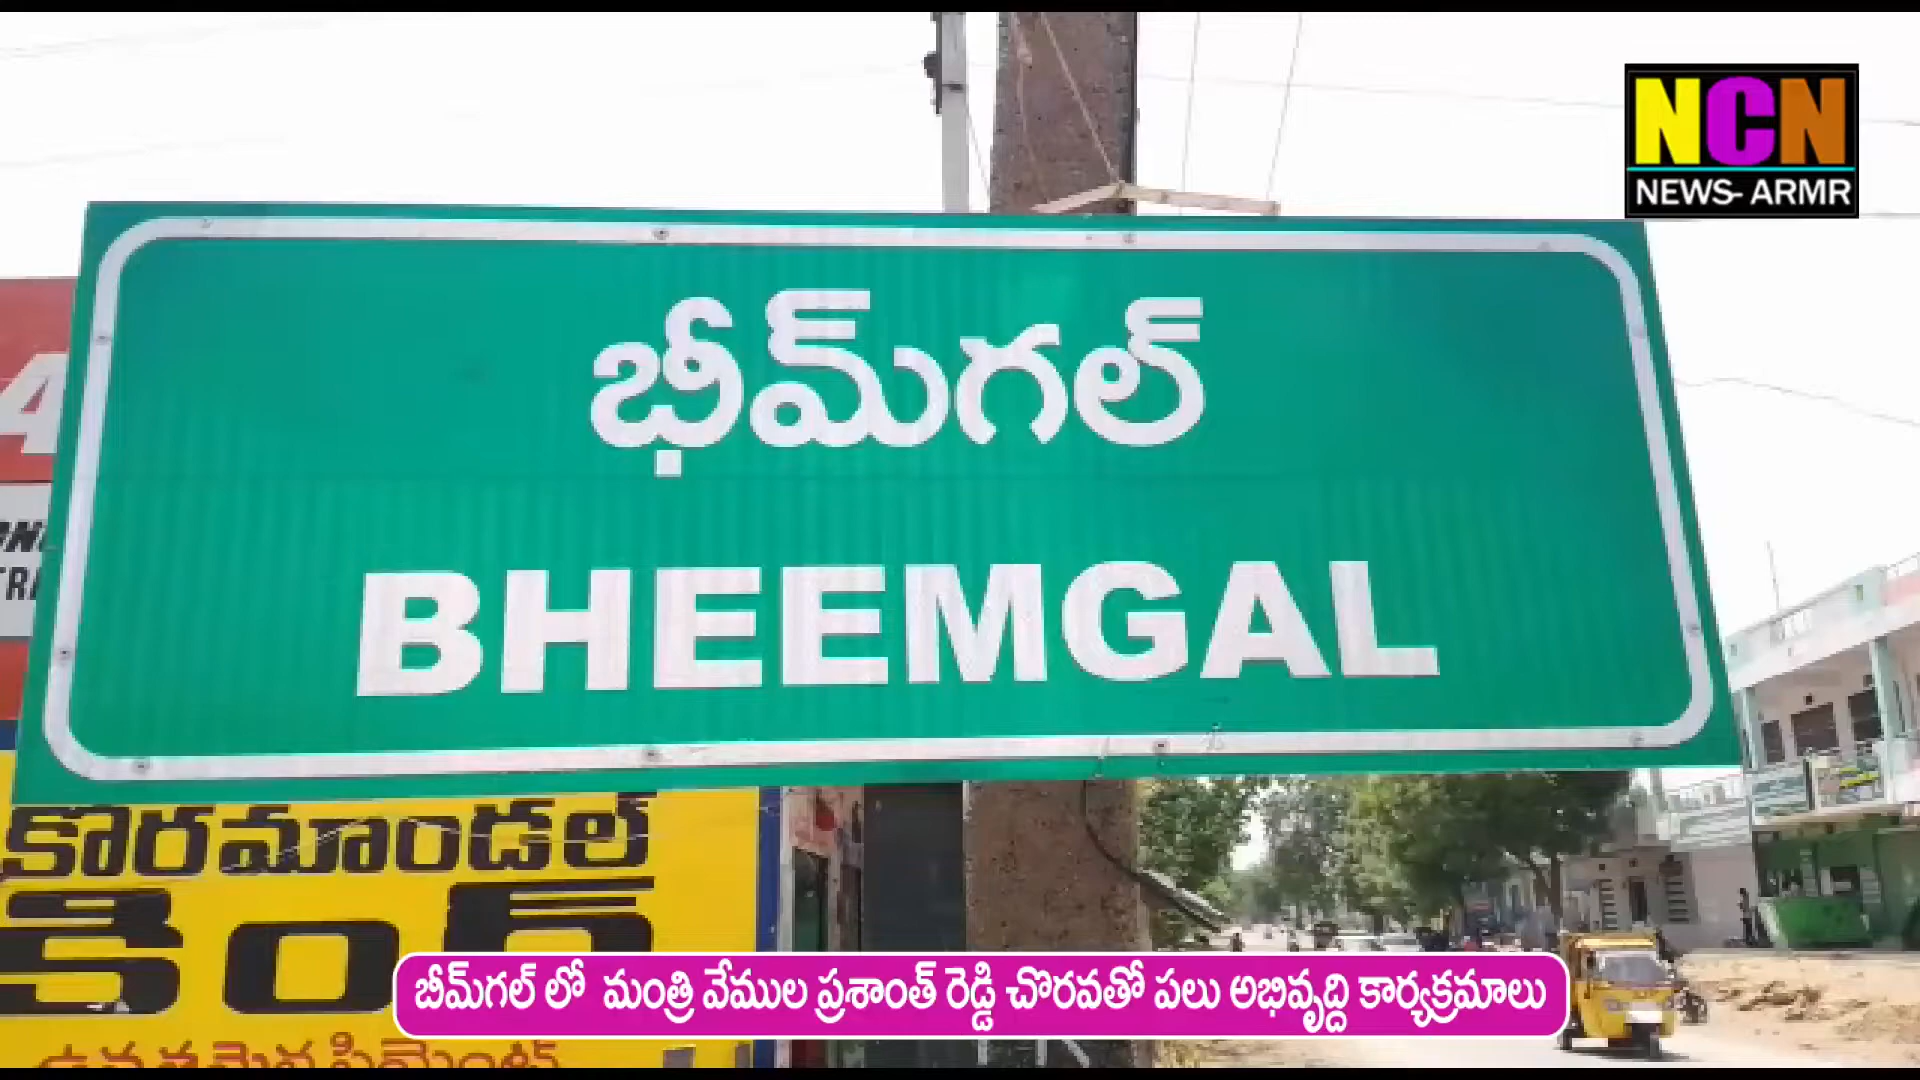 NCN
NEWS- ARMR
భీమ్‌గల్
BHEEMGAL
కోరమాండల్
కింగ్
బీమ్‌గల్ లో మంత్రి వేముల ప్రశాంత్ రెడ్డి చొరవతో పలు అభివృద్ది కార్యక్రమాలు